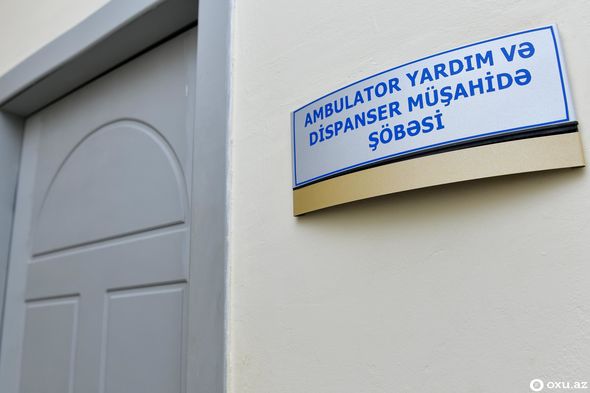 AMBULATOR YARDIM VƏ
DİSPANSER MÜŞAHİDƏ
ŞÖBƏSİ
oxu.az